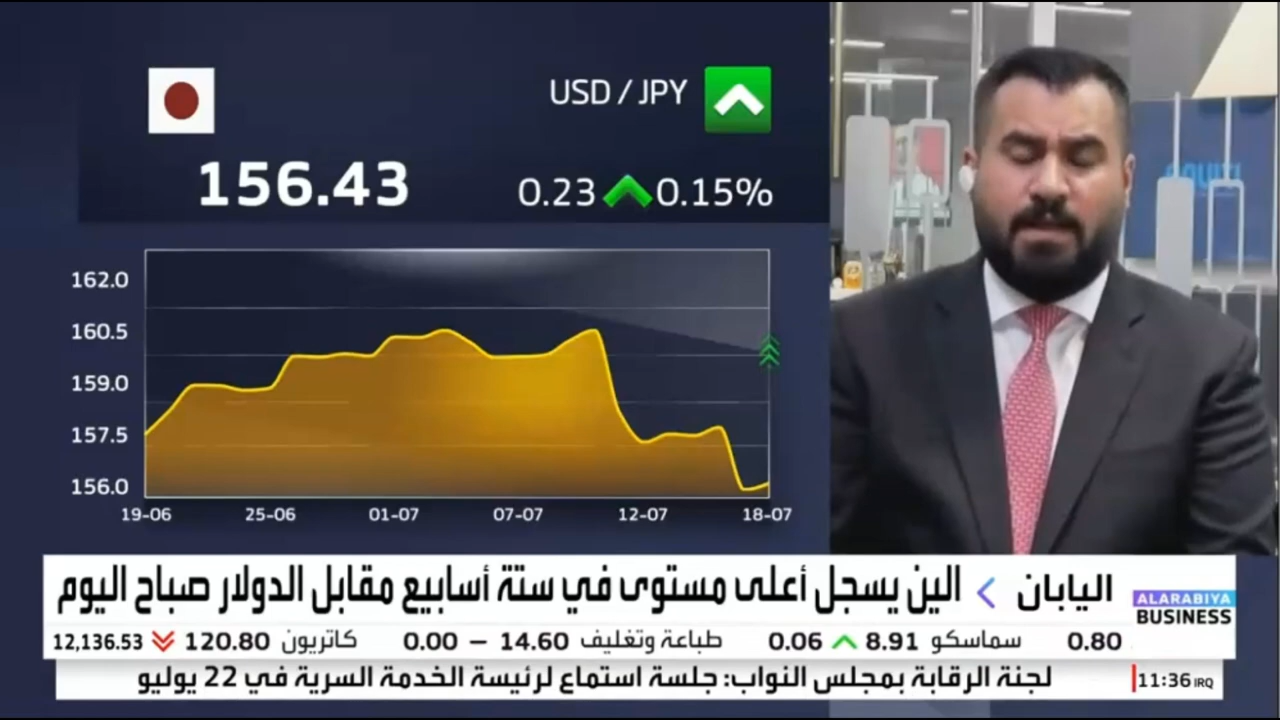 USD / JPY
156.43
0.23 0.15%
162.0
160.5
159.0
157.5
156.0
19-06 25-06 01-07 07-07 12-07 18-07
اليابان > الين يسجل أعلى مستوى في ستة أسابيع مقابل الدولار صباح اليوم
ALARABIYA
BUSINESS
0.80 سماسكو 8.91 0.06 طباعة وتغليف 14.60 – 0.00 كاتريون 120.80 12,136.53
11:36 IRQ لجنة الرقابة بمجلس النواب: جلسة استماع لرئيسة الخدمة السرية في 22 يوليو